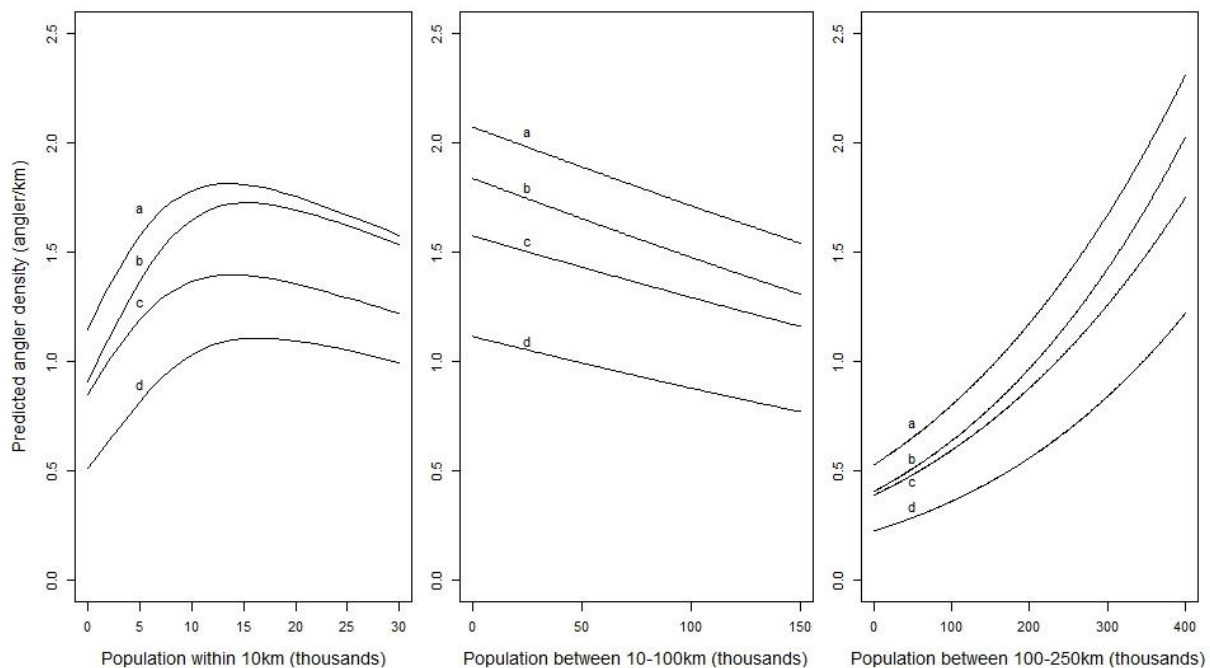 Predicted angler density (angler/km)
2.5
2.0
1.5
1.0
0.5
0.0
a
b
c
d
0 5 10 15 20 25 30
Population within 10km (thousands)
2.5
2.0
1.5
1.0
0.5
0.0
a
b
c
d
0 50 100 150
Population between 10-100km (thousands)
2.5
2.0
1.5
1.0
0.5
0.0
a
b
c
d
0 100 200 300 400
Population between 100-250km (thousands)